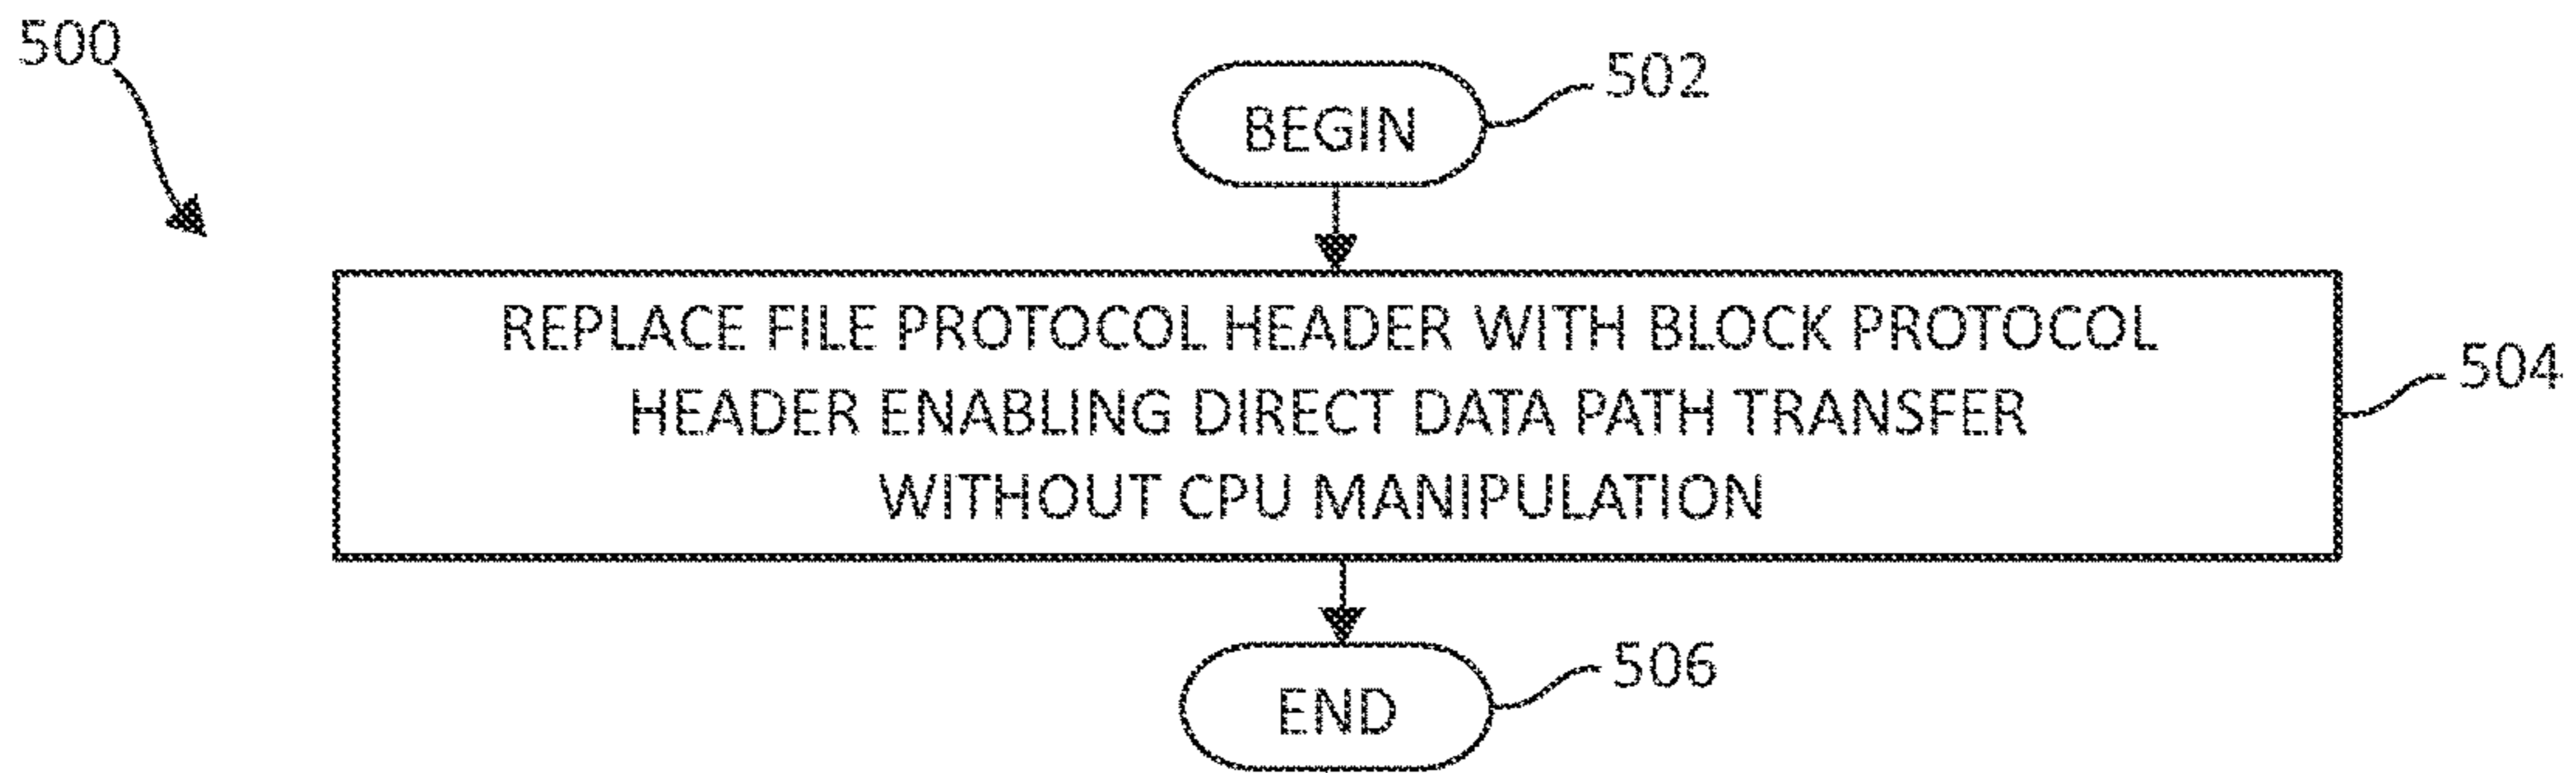 500
502
BEGIN
REPLACE FILE PROTOCOL HEADER WITH BLOCK PROTOCOL
HEADER ENABLING DIRECT DATA PATH TRANSFER
WITHOUT CPU MANIPULATION
504
506
END